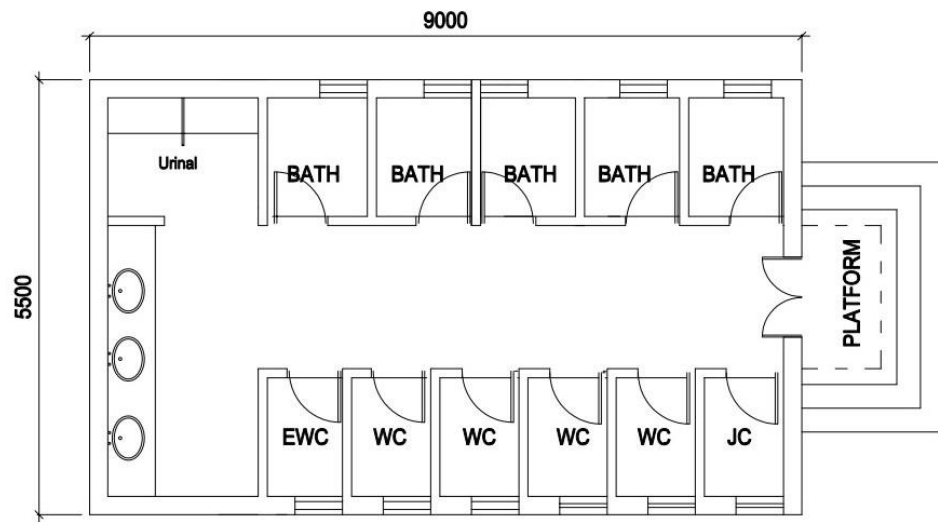 9000
5500
Urinal
BATH
BATH
BATH
BATH
BATH
PLATFORM
EWC
WC
WC
WC
WC
JC